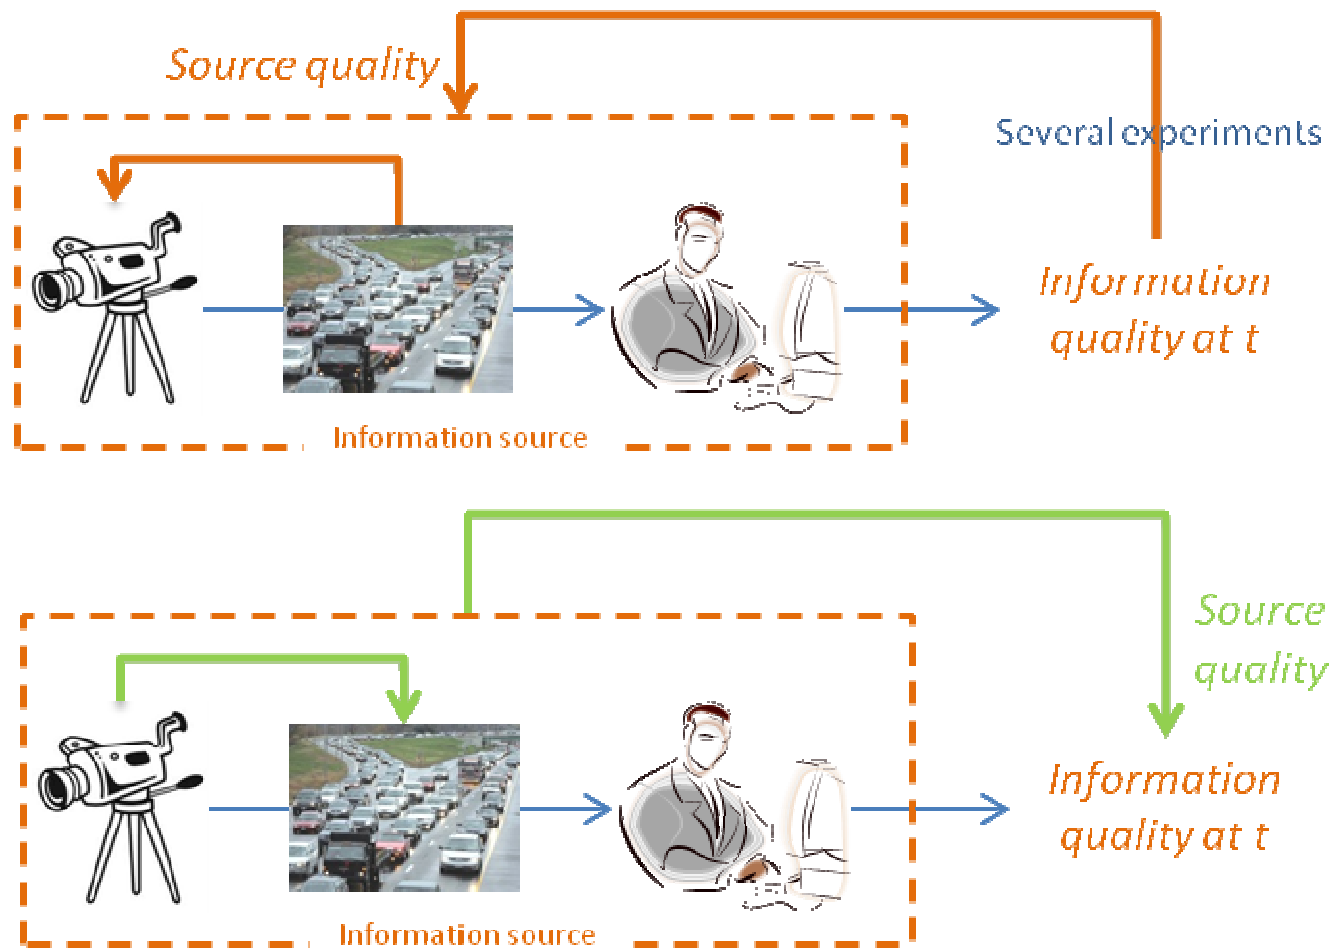 Source quality
Several experiments
Information
quality at t
Information source
Source
quality
Information
quality at t
Information source